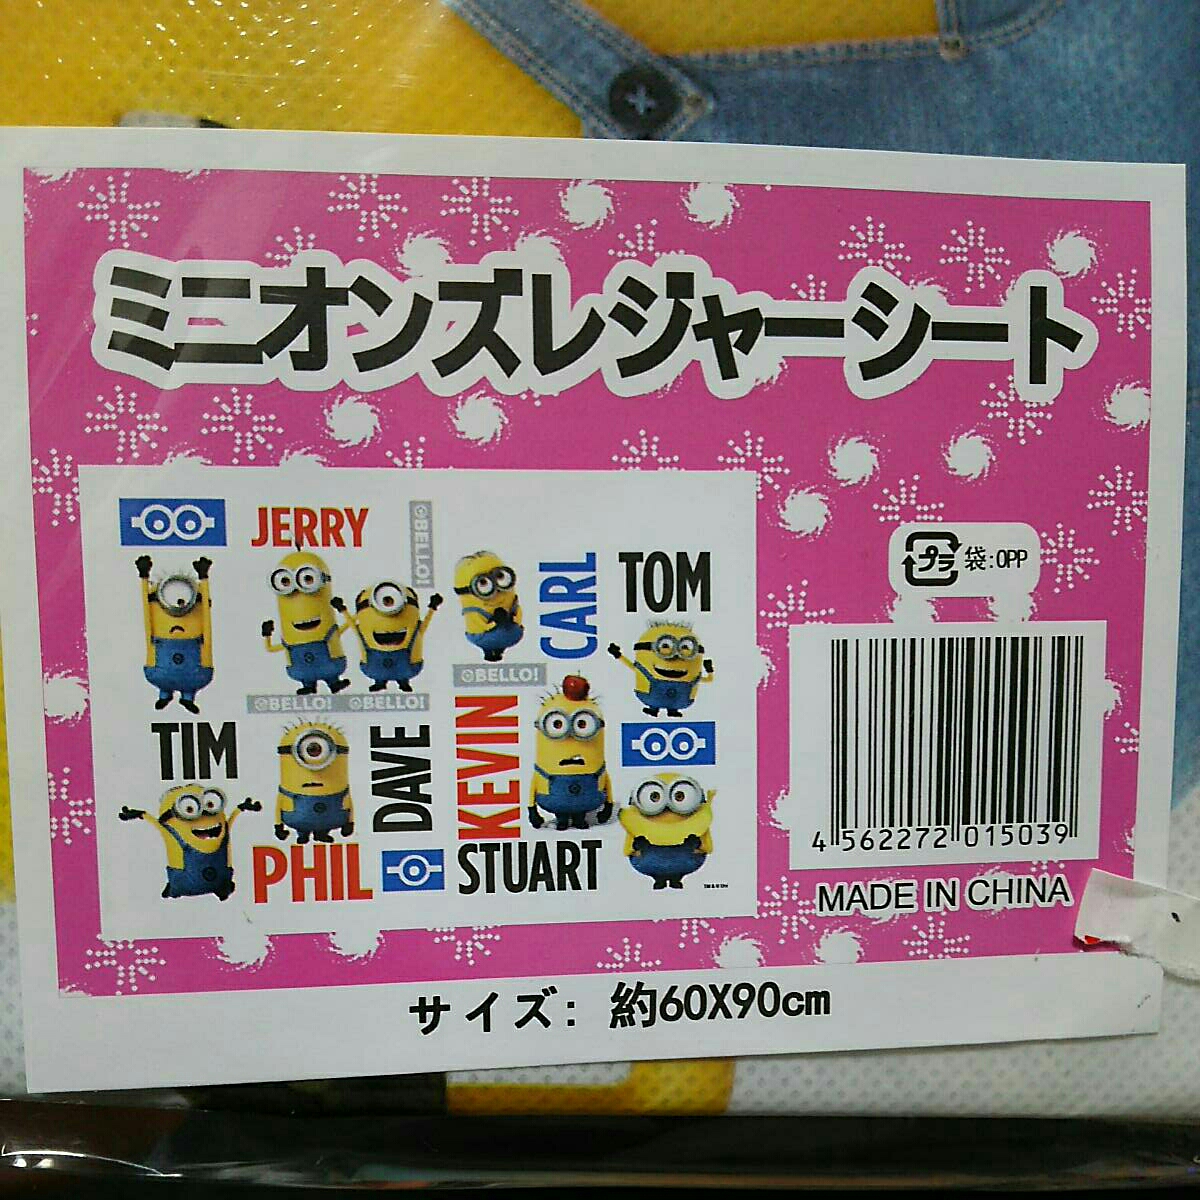 ミニオンズレジャーシート
JERRY
BELLO!
CARL
TOM
BELLO!
BELLO!
BELLO!
TIM
DAVE
KEVIN
PHIL
STUART
プラ
袋:OPP
4 562272 015039
MADE IN CHINA
サイズ: 約60X90cm